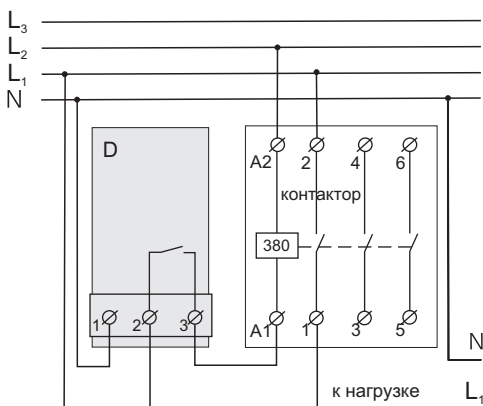 L3
L2
L1
N
D
A2 2 4 6
контактор
380
1 2 3
A1 1 3 5
N
к нагрузке L1